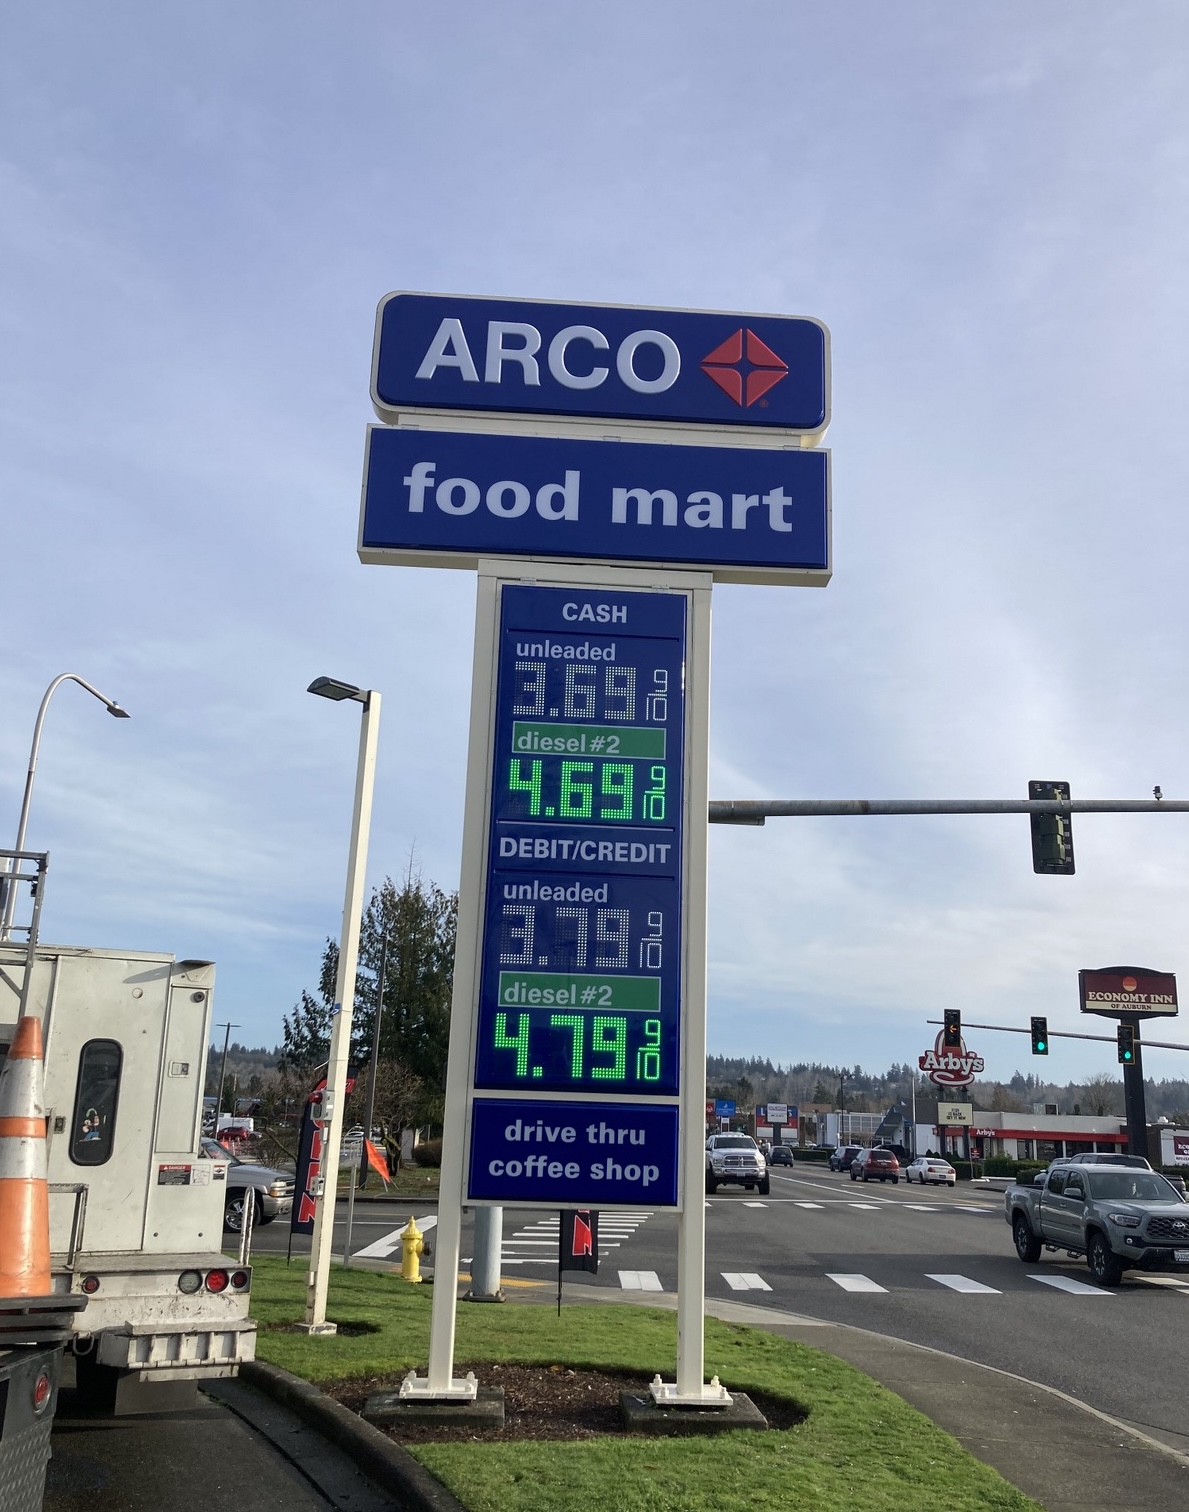 ARCO
food mart
CASH
unleaded
3.69 9/10
diesel #2
4.69 9/10
DEBIT/CREDIT
unleaded
3.79 9/10
diesel #2
4.79 9/10
drive thru
coffee shop
ECONOMY INN
OF AUBURN
Arby's
Arby's